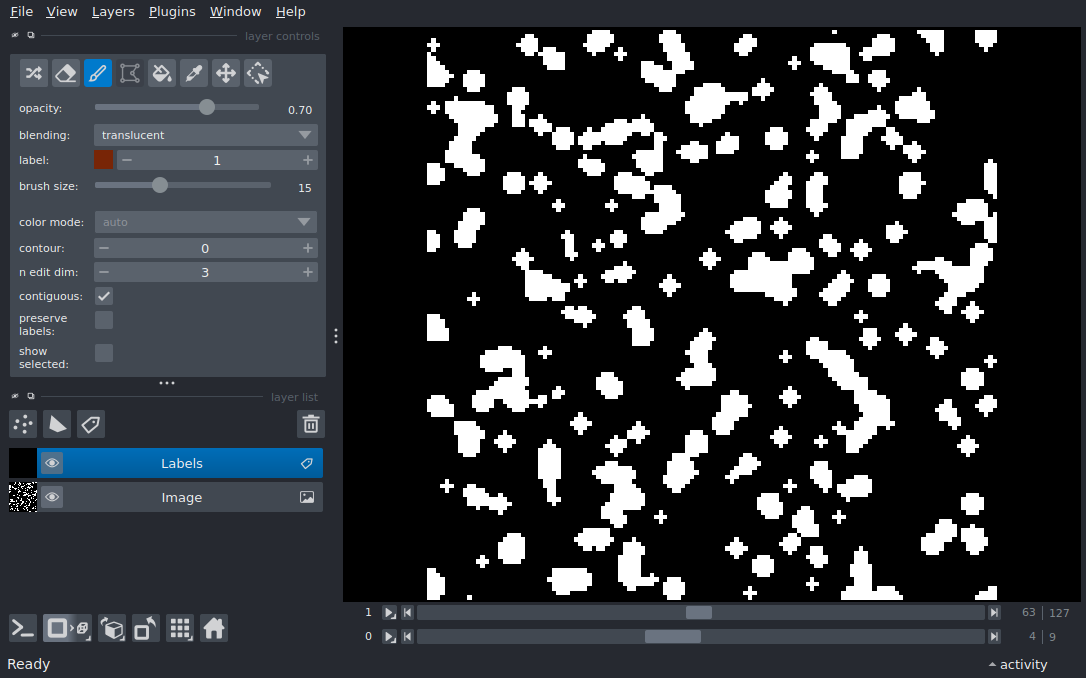 File View Layers Plugins Window Help
layer controls
opacity: 0.70
blending: translucent
label: 1
brush size: 15
color mode: auto
contour: 0
n edit dim: 3
contiguous:
preserve
labels:
show
selected:
layer list
Labels
Image
1 63 127
0 4 9
Ready activity